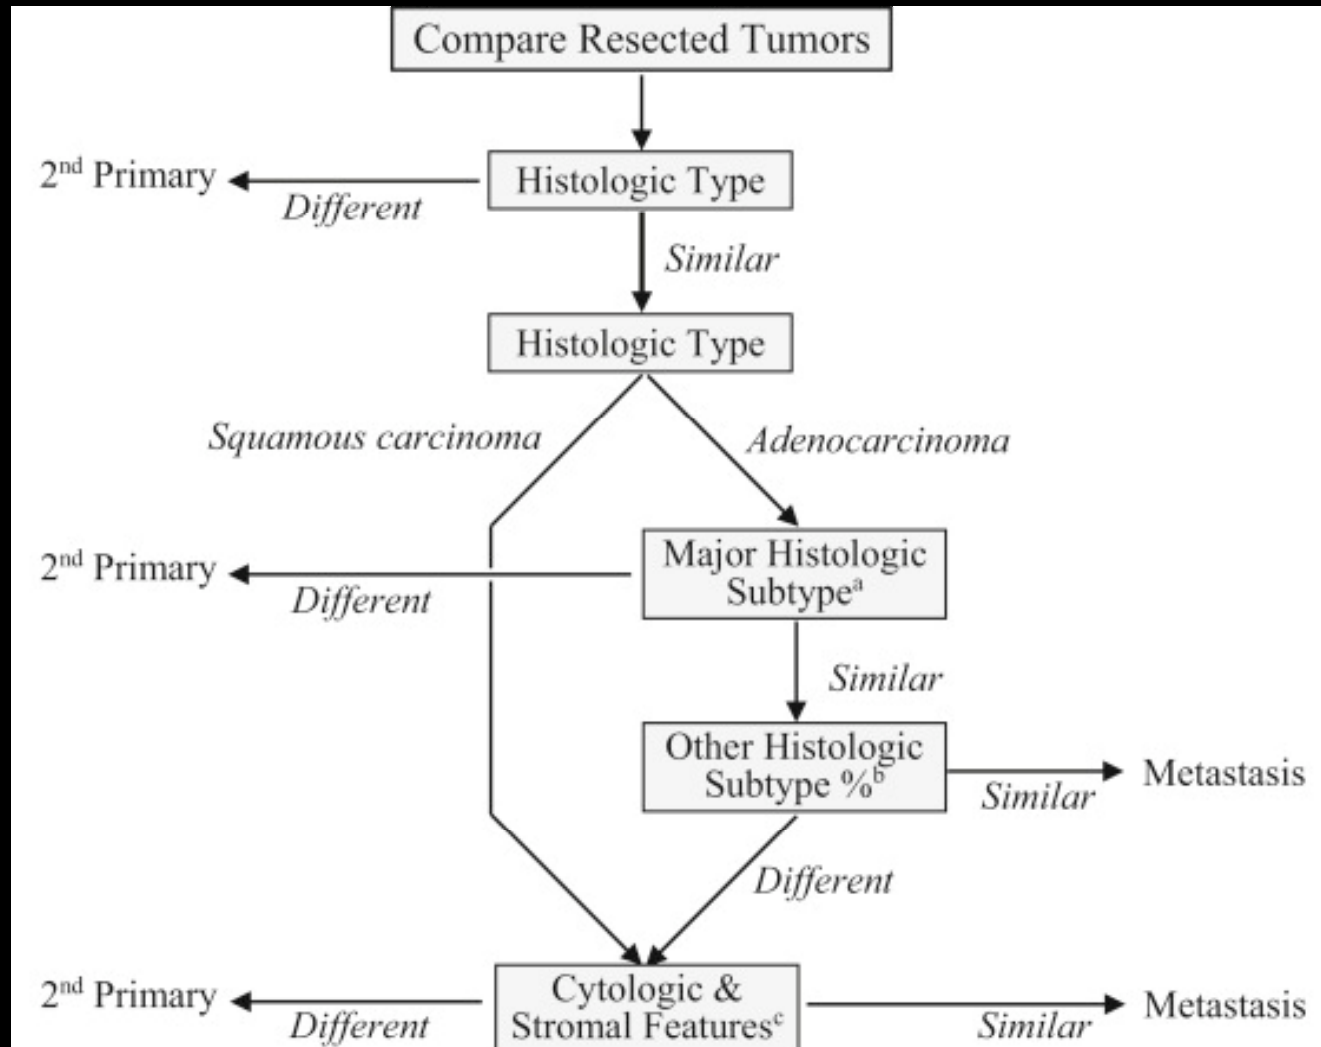 Compare Resected Tumors
2nd Primary
Different
Histologic Type
Similar
Histologic Type
Squamous carcinoma
Adenocarcinoma
2nd Primary
Different
Major Histologic
Subtypea
Similar
Other Histologic
Subtype %b
Similar
Metastasis
Different
2nd Primary
Different
Cytologic &
Stromal Featuresc
Similar
Metastasis